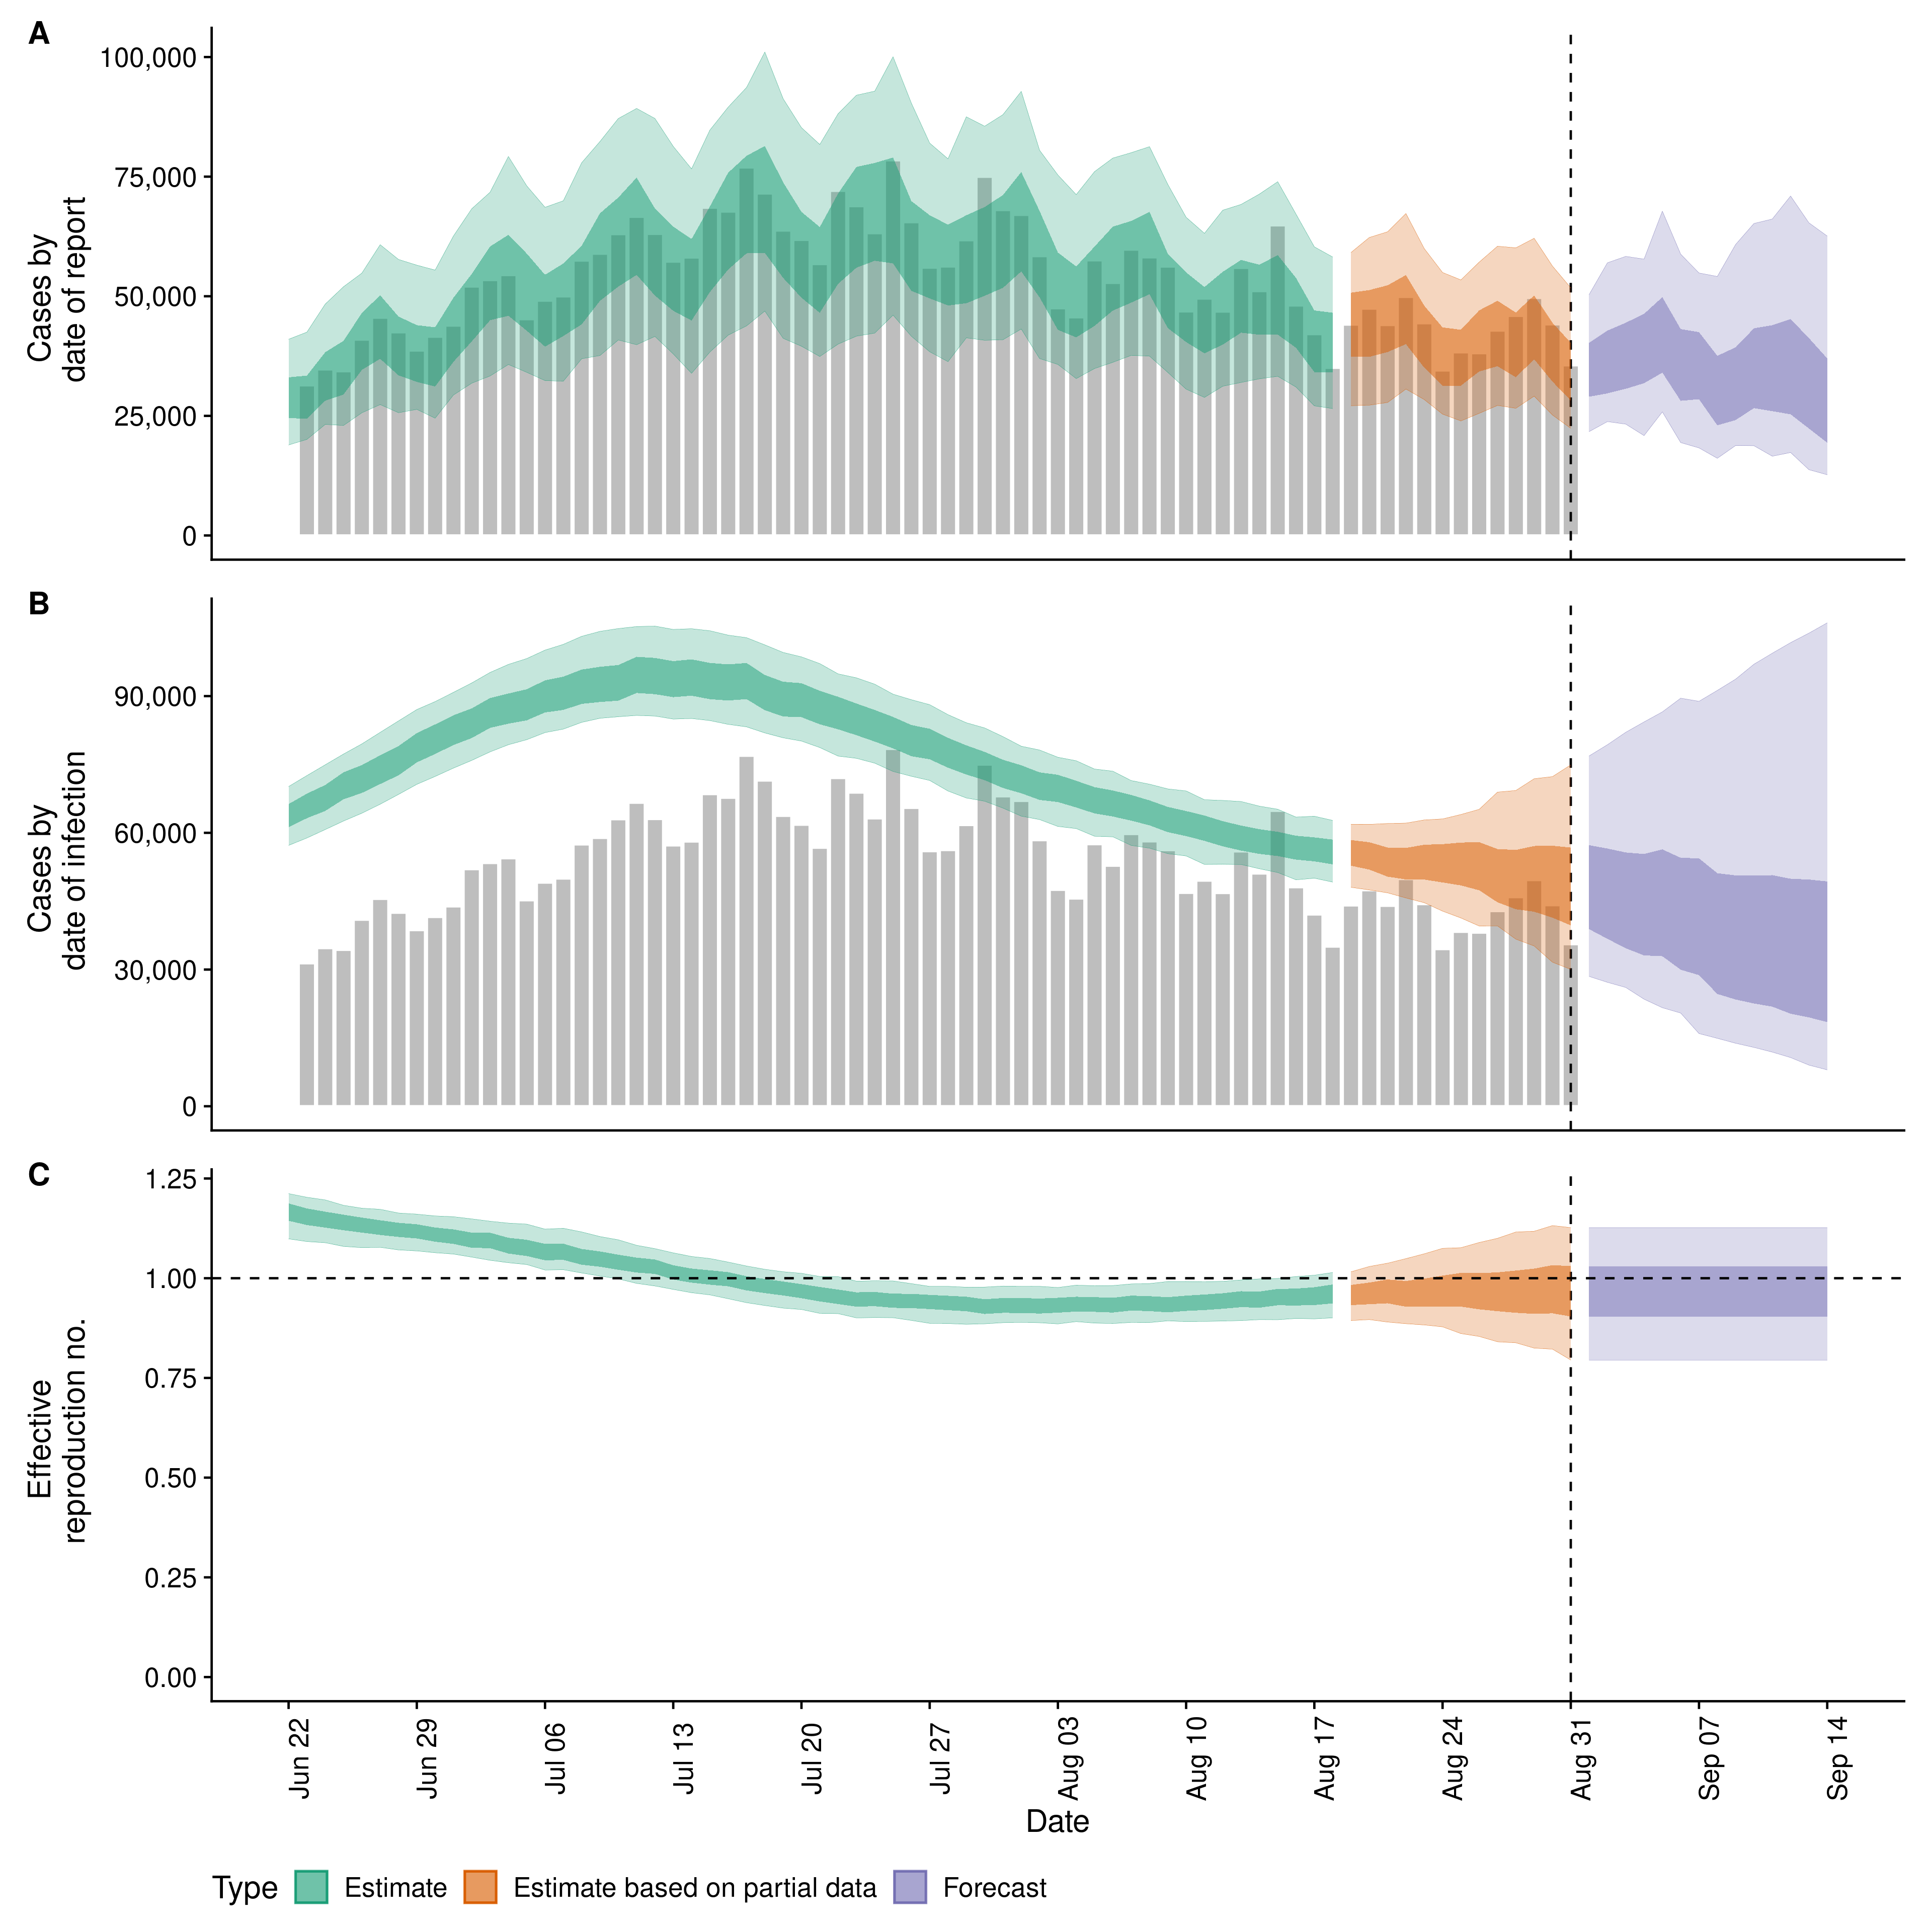 A
100,000
75,000
50,000
25,000
0
Cases by
date of report
B
90,000
60,000
30,000
0
Cases by
date of infection
C
1.25
1.00
0.75
0.50
0.25
0.00
Effective
reproduction no.
Jun 22
Jun 29
Jul 06
Jul 13
Jul 20
Jul 27
Aug 03
Aug 10
Aug 17
Aug 24
Aug 31
Sep 07
Sep 14
Date
Type Estimate Estimate based on partial data Forecast